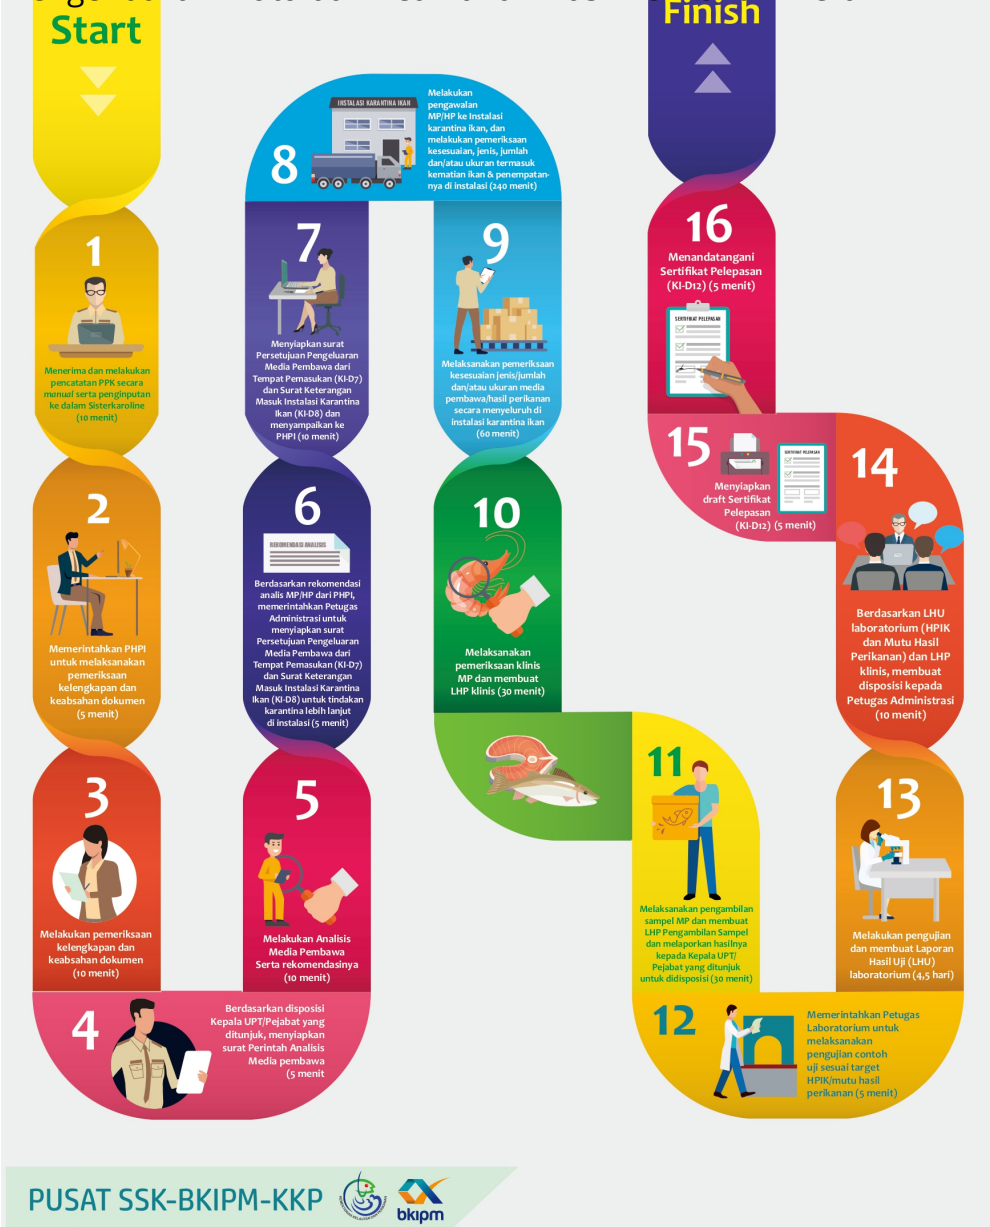 Start
Finish
1
Menerima dan melakukan
pencatatan PPK secara
manual serta penginputan
ke dalam Sisterkaroline
(10 menit)
2
Memerintahkan PHPI
untuk melaksanakan
pemeriksaan
kelengkapan dan
keabsahan dokumen
(5 menit)
3
Melakukan pemeriksaan
kelengkapan dan
keabsahan dokumen
(10 menit)
4
Berdasarkan disposisi
Kepala UPT/Pejabat yang
ditunjuk, menyiapkan
surat Perintah Analisis
Media pembawa
(5 menit
5
Melakukan Analisis
Media Pembawa
Serta rekomendasinya
(10 menit)
6
REKOMENDASI ANALISIS
Berdasarkan rekomendasi
analis MP/HP dari PHPI,
memerintahkan Petugas
Administrasi untuk
menyiapkan surat
Persetujuan Pengeluaran
Media Pembawa dari
Tempat Pemasukan (KI-D7)
dan Surat Keterangan
Masuk Instalasi Karantina
Ikan (KI-D8) untuk tindakan
karantina lebih lanjut
di instalasi (5 menit)
7
Menyiapkan surat
Persetujuan Pengeluaran
Media Pembawa dari
Tempat Pemasukan (KI-D7)
dan Surat Keterangan
Masuk Instalasi Karantina
Ikan (KI-D8) dan
menyampaikan ke
PHPI (10 menit)
8
INSTALASI KARANTINA IKAN
Melakukan
pengawalan
MP/HP ke Instalasi
karantina ikan, dan
melakukan pemeriksaan
kesesuaian, jenis, jumlah
dan/atau ukuran termasuk
kematian ikan & penempatan-
nya di instalasi (240 menit)
9
Melaksanakan pemeriksaan
kesesuaian jenis/jumlah
dan/atau ukuran media
pembawa/hasil perikanan
secara menyeluruh di
instalasi karantina ikan
(60 menit)
10
Melaksanakan
pemeriksaan klinis
MP dan membuat
LHP klinis (30 menit)
11
Melaksanakan pengambilan
sampel MP dan membuat
LHP Pengambilan Sampel
dan melaporkan hasilnya
kepada Kepala UPT/
Pejabat yang ditunjuk
untuk didisposisi (30 menit)
12
Memerintahkan Petugas
Laboratorium untuk
melaksanakan
pengujian contoh
uji sesuai target
HPIK/mutu hasil
perikanan (5 menit)
13
Melakukan pengujian
dan membuat Laporan
Hasil Uji (LHU)
laboratorium (4,5 hari)
14
Berdasarkan LHU
laboratorium (HPIK
dan Mutu Hasil
Perikanan) dan LHP
klinis, membuat
disposisi kepada
Petugas Administrasi
(10 menit)
15
SERTIFIKAT PELEPASAN
Menyiapkan
draft Sertifikat
Pelepasan
(KI-D12) (5 menit)
16
Menandatangani
Sertifikat Pelepasan
(KI-D12) (5 menit)
SERTIFIKAT PELEPASAN
PUSAT SSK-BKIPM-KKP
bkipm